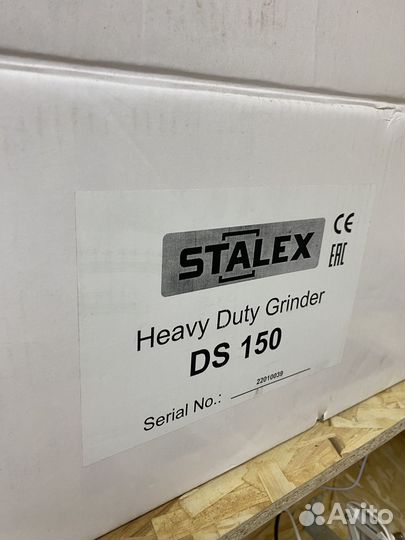 STALEX
CE
EAC
Heavy Duty Grinder
DS 150
Serial No.: 22010039
Avito